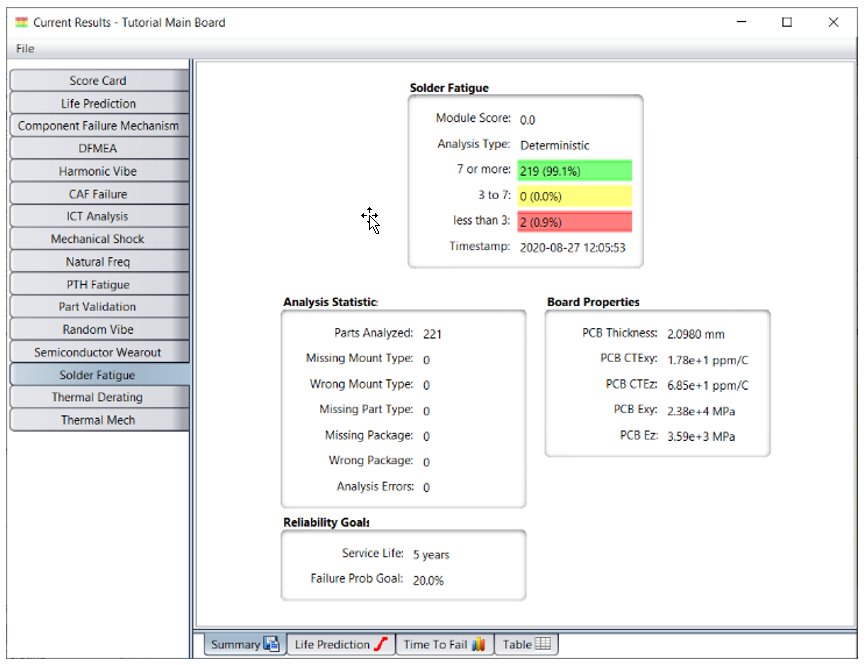 Current Results - Tutorial Main Board
File
Score Card
Life Prediction
Component Failure Mechanism
DFMEA
Harmonic Vibe
CAF Failure
ICT Analysis
Mechanical Shock
Natural Freq
PTH Fatigue
Part Validation
Random Vibe
Semiconductor Wearout
Solder Fatigue
Thermal Derating
Thermal Mech
Solder Fatigue
Module Score: 0.0
Analysis Type: Deterministic
7 or more: 219 (99.1%)
3 to 7: 0 (0.0%)
less than 3: 2 (0.9%)
Timestamp: 2020-08-27 12:05:53
Analysis Statistic
Parts Analyzed: 221
Missing Mount Type: 0
Wrong Mount Type: 0
Missing Part Type: 0
Missing Package: 0
Wrong Package: 0
Analysis Errors: 0
Board Properties
PCB Thickness: 2.0980 mm
PCB CTExy: 1.78e+1 ppm/C
PCB CTEz: 6.85e+1 ppm/C
PCB Exy: 2.38e+4 MPa
PCB Ez: 3.59e+3 MPa
Reliability Goals
Service Life: 5 years
Failure Prob Goal: 20.0%
Summary
Life Prediction
Time To Fail
Table